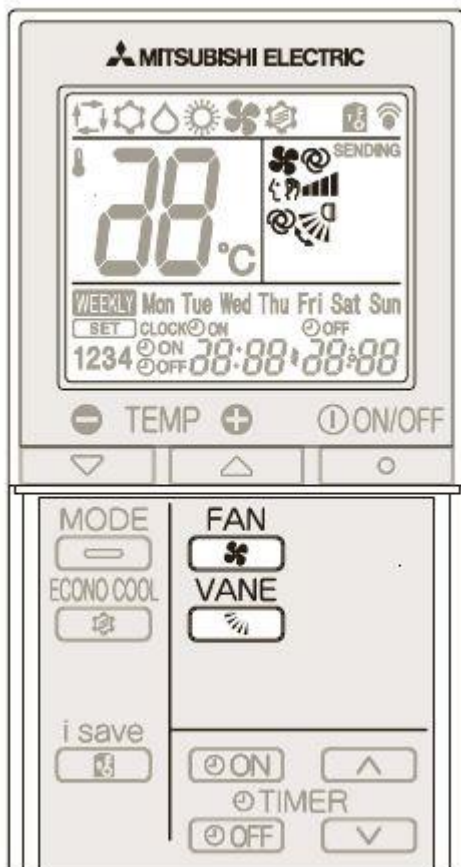 MITSUBISHI ELECTRIC
SENDING
88°C
WEEKLY Mon Tue Wed Thu Fri Sat Sun
SET CLOCK ON OFF
1234 ON 88:88 88:88
OFF
TEMP ON/OFF
MODE FAN
ECONO COOL VANE
i save
ON
TIMER
OFF